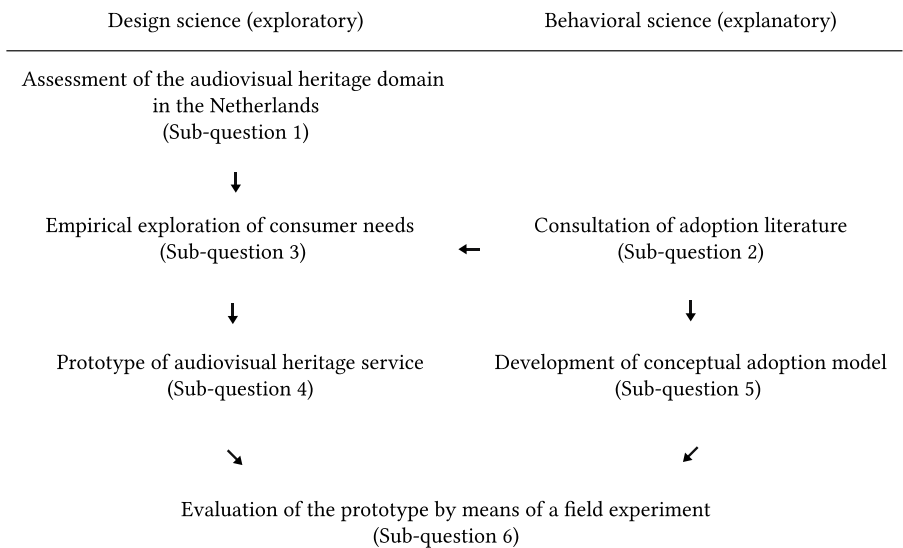 Design science (exploratory)
Behavioral science (explanatory)
Assessment of the audiovisual heritage domain
in the Netherlands
(Sub-question 1)
Empirical exploration of consumer needs
(Sub-question 3)
Consultation of adoption literature
(Sub-question 2)
Prototype of audiovisual heritage service
(Sub-question 4)
Development of conceptual adoption model
(Sub-question 5)
Evaluation of the prototype by means of a field experiment
(Sub-question 6)